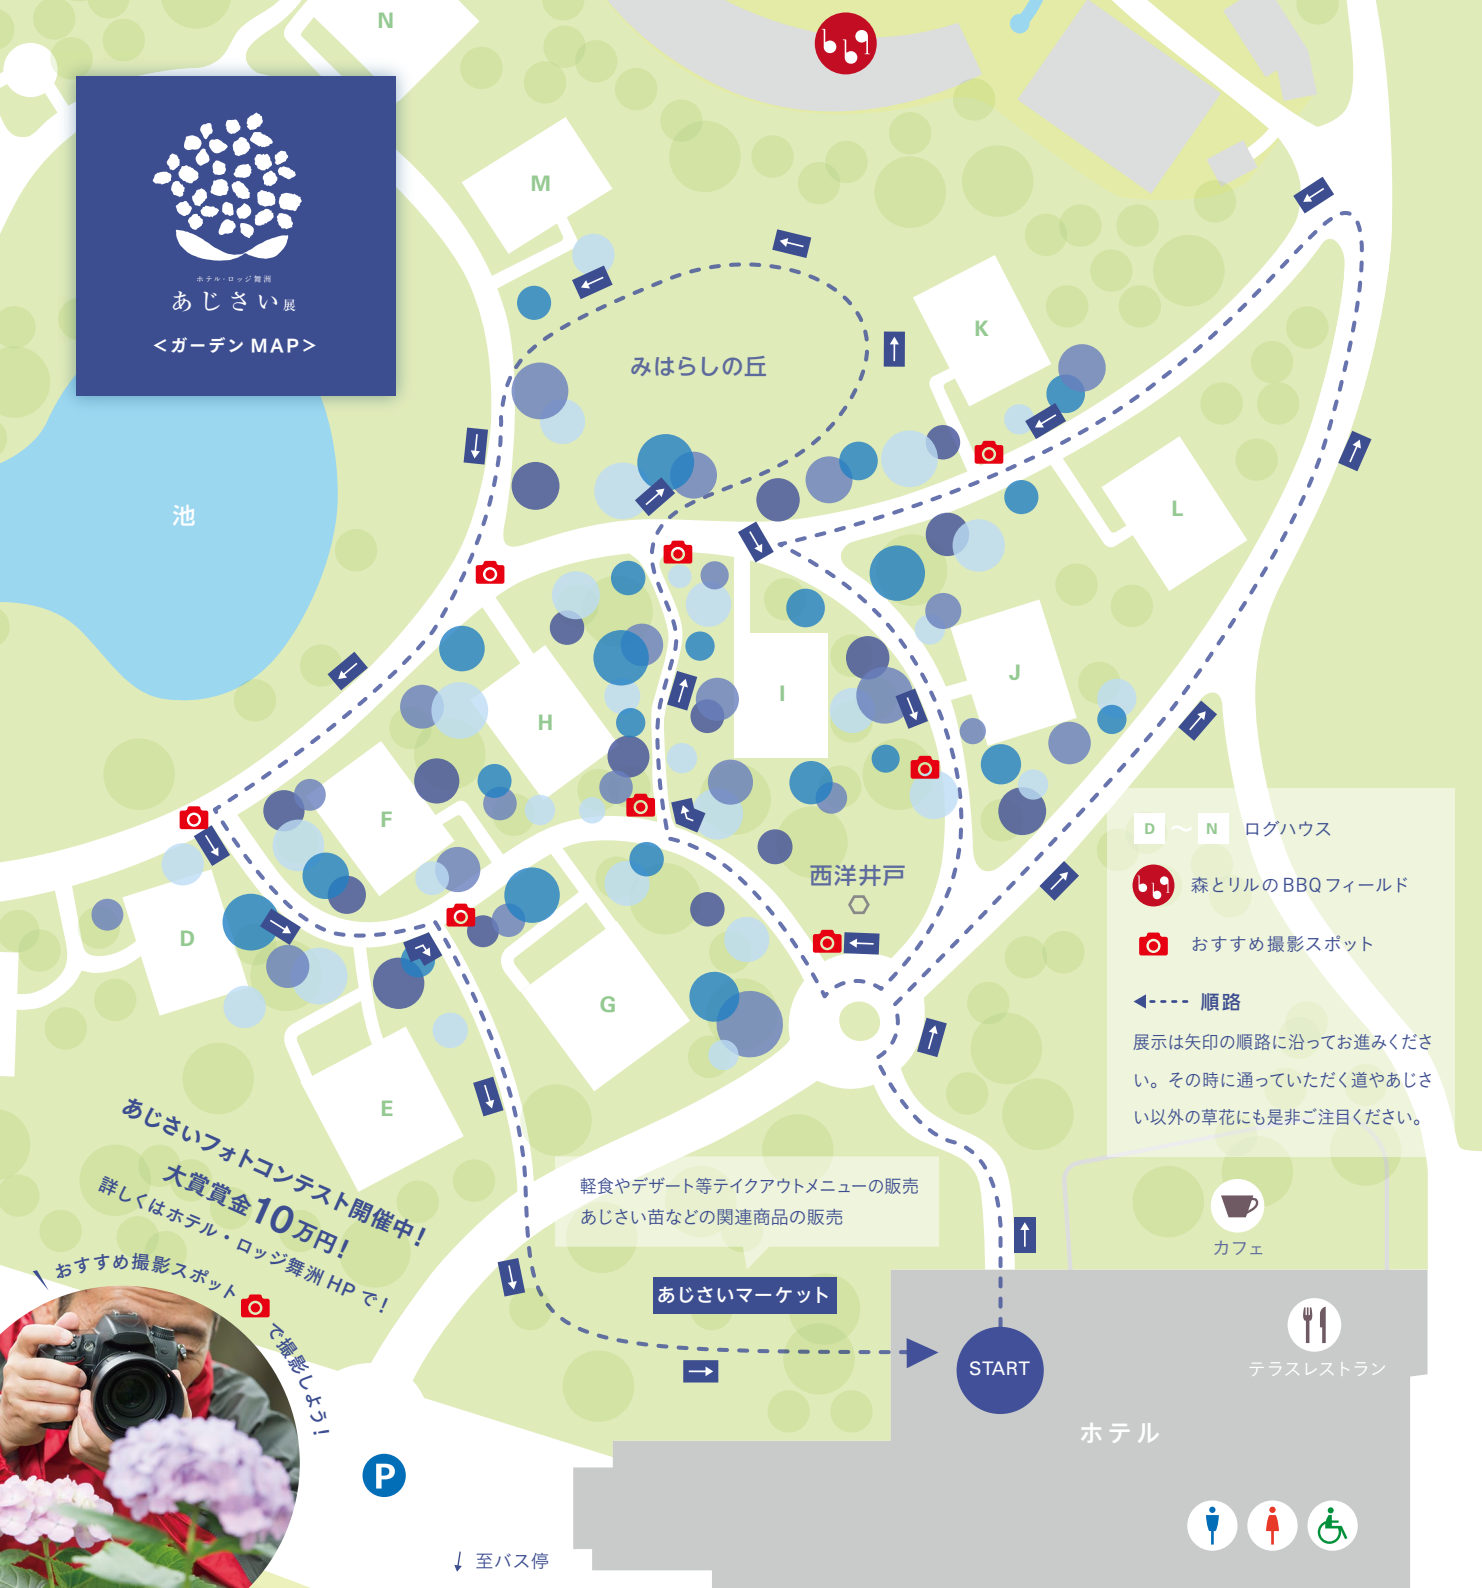 N
ホテル・ロッジ舞洲
あじさい展
<ガーデンMAP>
M
みはらしの丘
K
L
池
J
I
H
F
西洋井戸
D
G
E
D ～ N ログハウス
森とリルのBBQフィールド
おすすめ撮影スポット
順路
展示は矢印の順路に沿ってお進みくださ
い。その時に通っていただく道やあじさ
い以外の草花にも是非ご注目ください。
あじさいフォトコンテスト開催中！
大賞賞金10万円！
詳しくはホテル・ロッジ舞洲HPで！
おすすめ撮影スポット
で撮影しよう！
軽食やデザート等テイクアウトメニューの販売
あじさい苗などの関連商品の販売
あじさいマーケット
カフェ
START
テラスレストラン
ホテル
P
至バス停